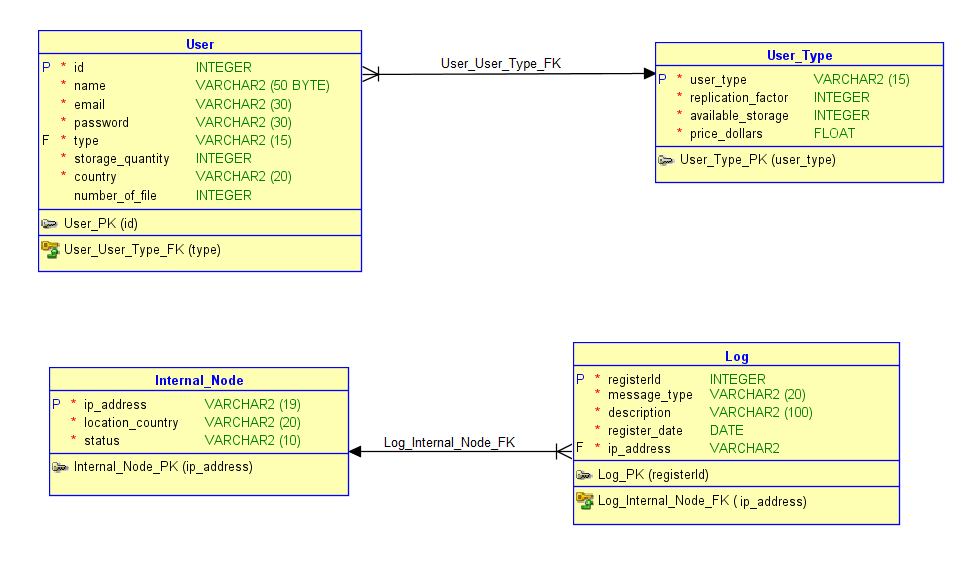 User
P * id INTEGER
* name VARCHAR2 (50 BYTE)
* email VARCHAR2 (30)
* password VARCHAR2 (30)
F * type VARCHAR2 (15)
* storage_quantity INTEGER
* country VARCHAR2 (20)
number_of_file INTEGER
User_PK (id)
User_User_Type_FK (type)
User_User_Type_FK
User_Type
P * user_type VARCHAR2 (15)
* replication_factor INTEGER
* available_storage INTEGER
* price_dollars FLOAT
User_Type_PK (user_type)
Internal_Node
P * ip_address VARCHAR2 (19)
* location_country VARCHAR2 (20)
* status VARCHAR2 (10)
Internal_Node_PK (ip_address)
Log_Internal_Node_FK
Log
P * registerId INTEGER
* message_type VARCHAR2 (20)
* description VARCHAR2 (100)
* register_date DATE
F * ip_address VARCHAR2
Log_PK (registerId)
Log_Internal_Node_FK ( ip_address)